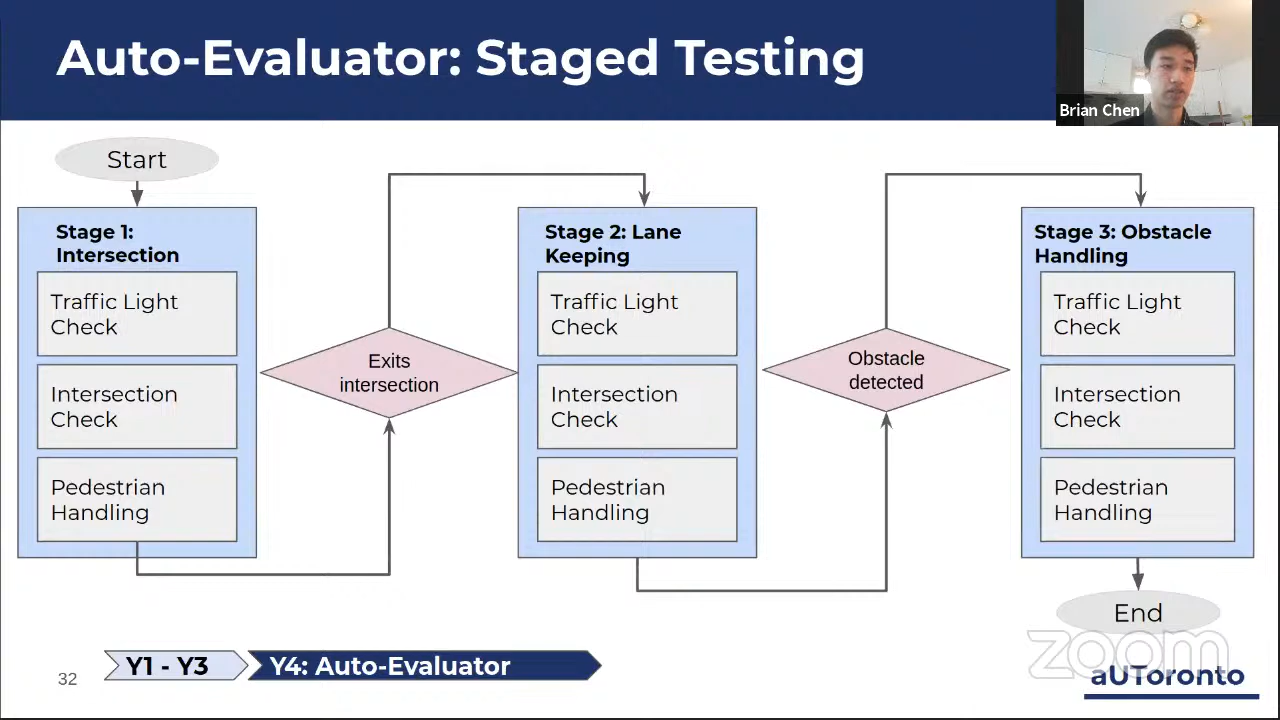 Auto-Evaluator: Staged Testing
Brian Chen
Start
Stage 1:
Intersection
Traffic Light
Check
Intersection
Check
Pedestrian
Handling
Exits
intersection
Stage 2: Lane
Keeping
Traffic Light
Check
Intersection
Check
Pedestrian
Handling
Obstacle
detected
Stage 3: Obstacle
Handling
Traffic Light
Check
Intersection
Check
Pedestrian
Handling
End
32
Y1 - Y3
Y4: Auto-Evaluator
zoom
aUToronto